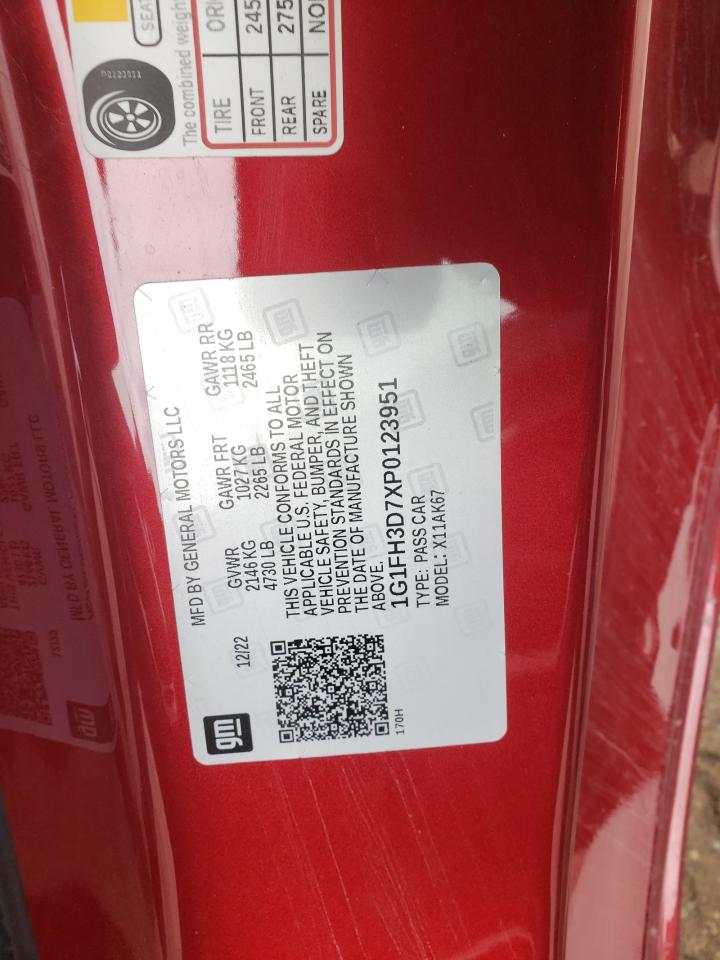 SEAT
The combined weight
TIRE
FRONT 245
REAR 275
SPARE
P0123951
MFD BY GENERAL MOTORS LLC
12/22
GVWR
2146 KG
4730 LB
GAWR FRT
1027 KG
2265 LB
GAWR RR
1118 KG
2465 LB
THIS VEHICLE CONFORMS TO ALL
APPLICABLE U.S. FEDERAL MOTOR
VEHICLE SAFETY, BUMPER, AND THEFT
PREVENTION STANDARDS IN EFFECT ON
THE DATE OF MANUFACTURE SHOWN
ABOVE.
1G1FH3D7XP0123951
TYPE: PASS CAR
MODEL: X11AK67
gm
170H